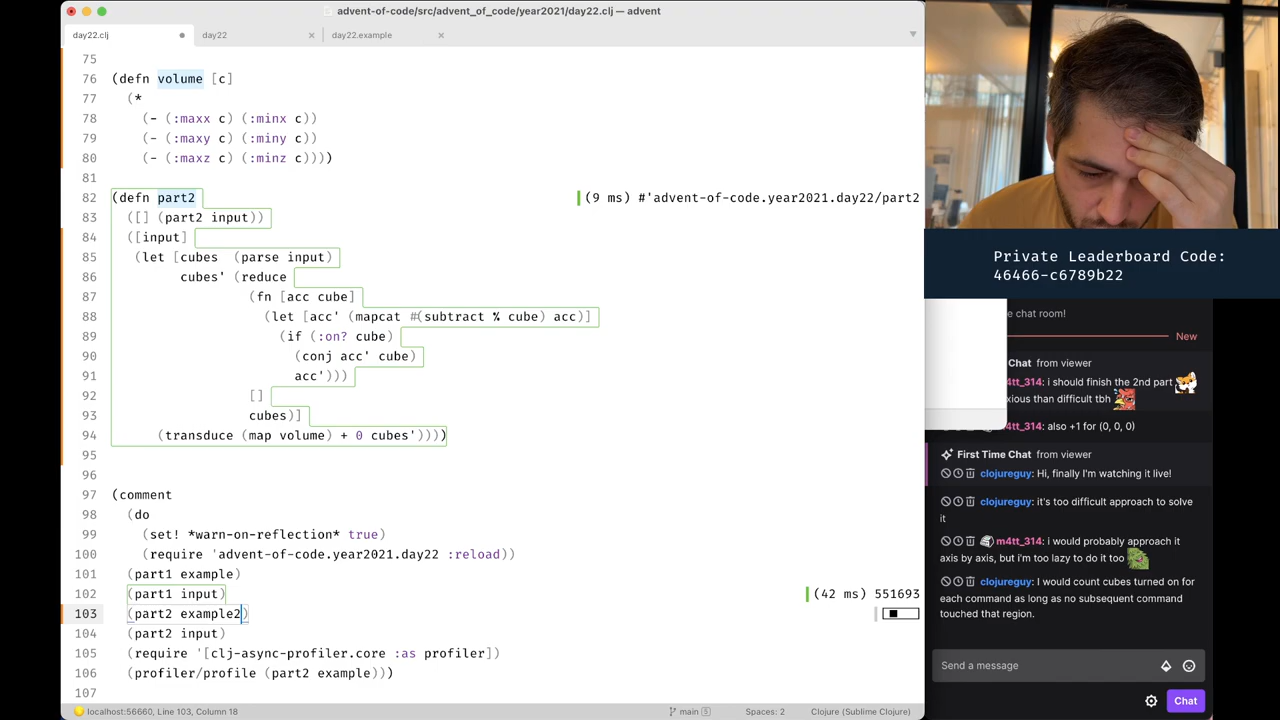 advent-of-code/src/advent_of_code/year2021/day22.clj — advent
day22.clj
day22
day22.example
75
76 (defn volume [c]
77 (*
78 (- (:maxx c) (:minx c))
79 (- (:maxy c) (:miny c))
80 (- (:maxz c) (:minz c))))
81
82 (defn part2 (9 ms) #'advent-of-code.year2021.day22/part2
83 ([] (part2 input))
84 ([input]
85 (let [cubes (parse input)
86 cubes' (reduce
87 (fn [acc cube]
88 (let [acc' (mapcat #(subtract % cube) acc)]
89 (if (:on? cube)
90 (conj acc' cube)
91 acc')))
92 []
93 cubes)]
94 (transduce (map volume) + 0 cubes'))))
95
96
97 (comment
98 (do
99 (set! *warn-on-reflection* true)
100 (require 'advent-of-code.year2021.day22 :reload))
101 (part1 example)
102 (part1 input) (42 ms) 551693
103 (part2 example2)
104 (part2 input)
105 (require '[clj-async-profiler.core :as profiler])
106 (profiler/profile (part2 example)))
107
localhost:56660, Line 103, Column 18
main 5
Spaces: 2
Clojure (Sublime Clojure)
Private Leaderboard Code:
46466-c6789b22
e chat room!
New
Chat from viewer
m4tt_314: i should finish the 2nd part
xious than difficult tbh
m4tt_314: also +1 for (0, 0, 0)
First Time Chat from viewer
clojureguy: Hi, finally I'm watching it live!
clojureguy: it's too difficult approach to solve
it
m4tt_314: i would probably approach it
axis by axis, but i'm too lazy to do it too
clojureguy: I would count cubes turned on for
each command as long as no subsequent command
touched that region.
Send a message
Chat